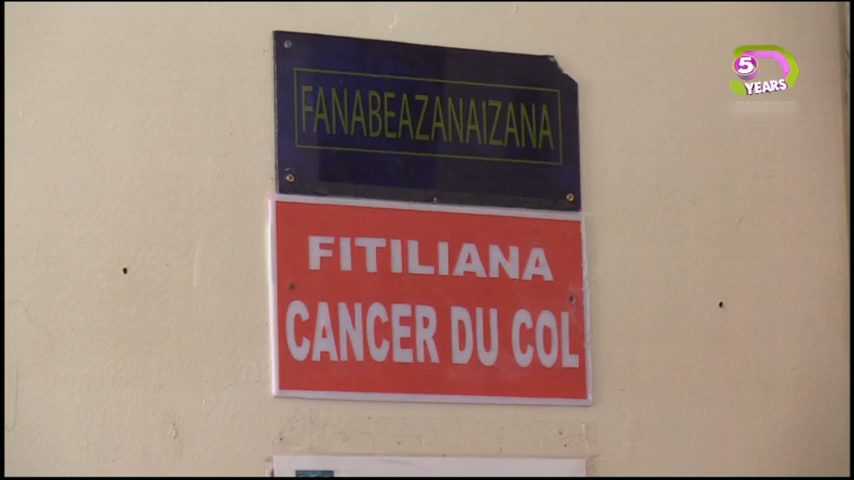 FANABEAZANAIZANA
FITILIANA
CANCER DU COL
5
YEARS